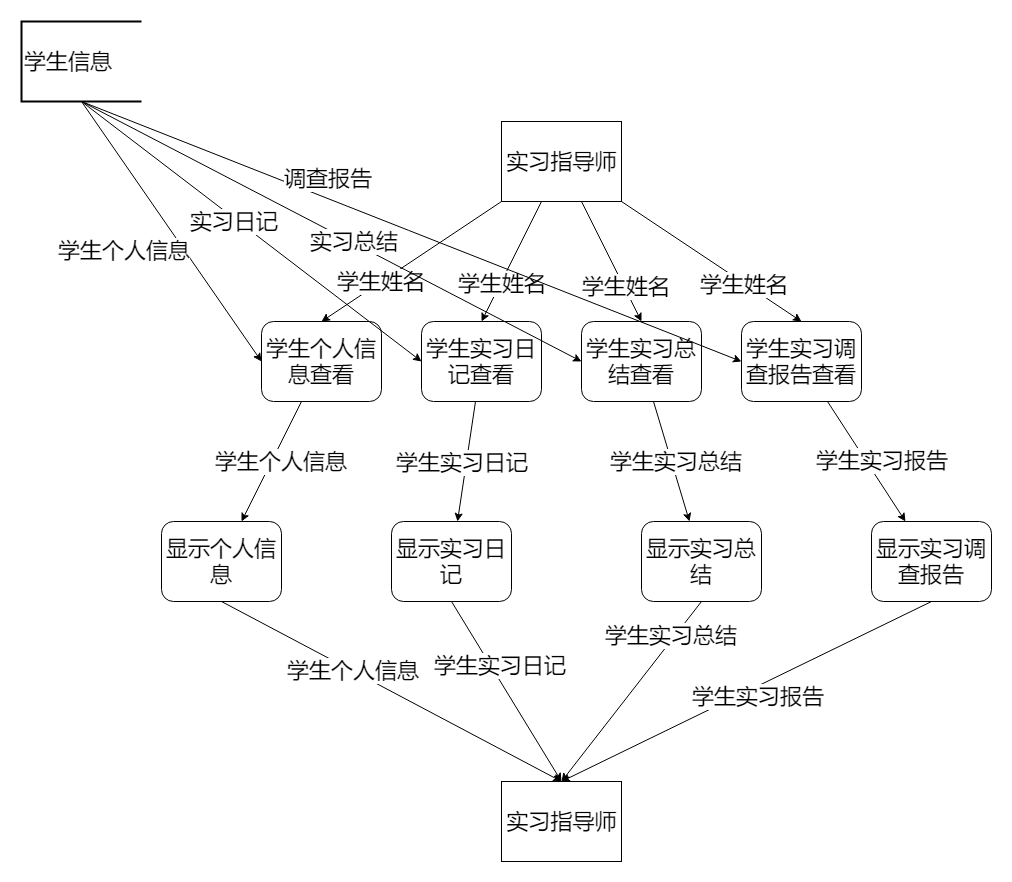 学生信息
实习指导师
调查报告
实习日记
实习总结
学生个人信息
学生姓名
学生姓名
学生姓名
学生姓名
学生个人信
息查看
学生实习日
记查看
学生实习总
结查看
学生实习调
查报告查看
学生个人信息
学生实习日记
学生实习总结
学生实习报告
显示个人信
息
显示实习日
记
显示实习总
结
显示实习调
查报告
学生实习总结
学生个人信息
学生实习日记
学生实习报告
实习指导师